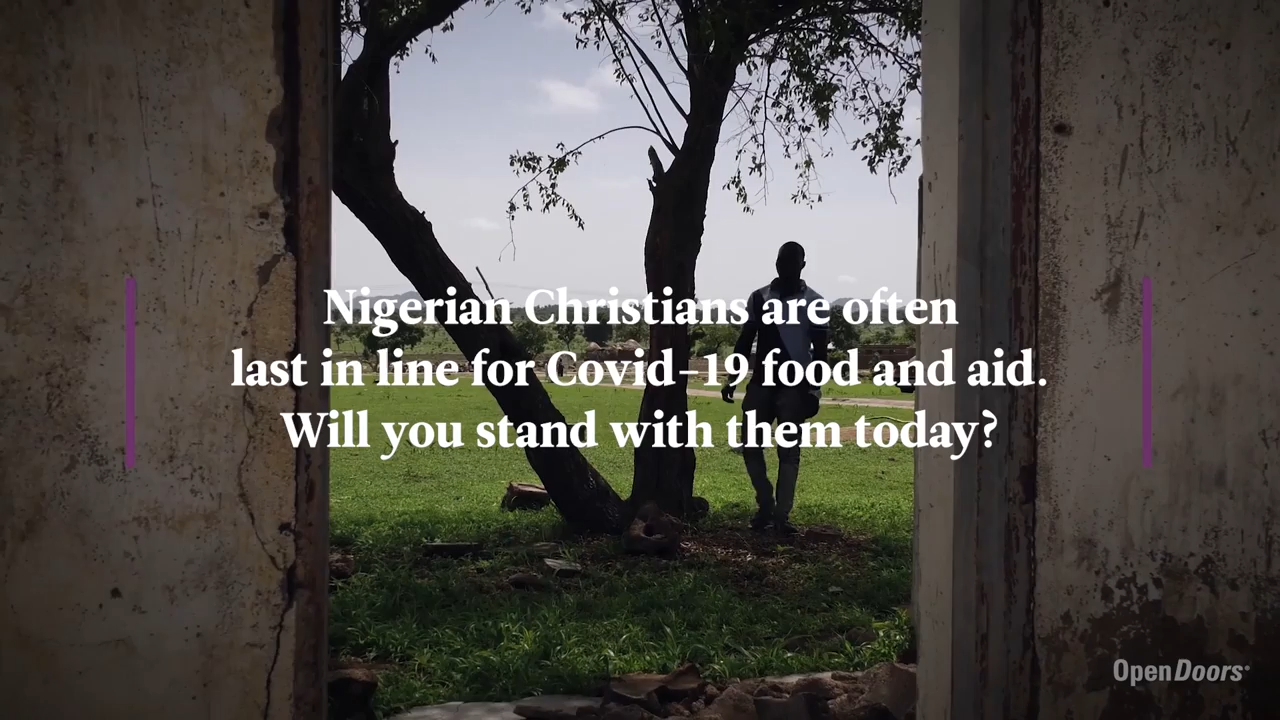 Nigerian Christians are often
last in line for Covid-19 food and aid.
Will you stand with them today?
OpenDoors